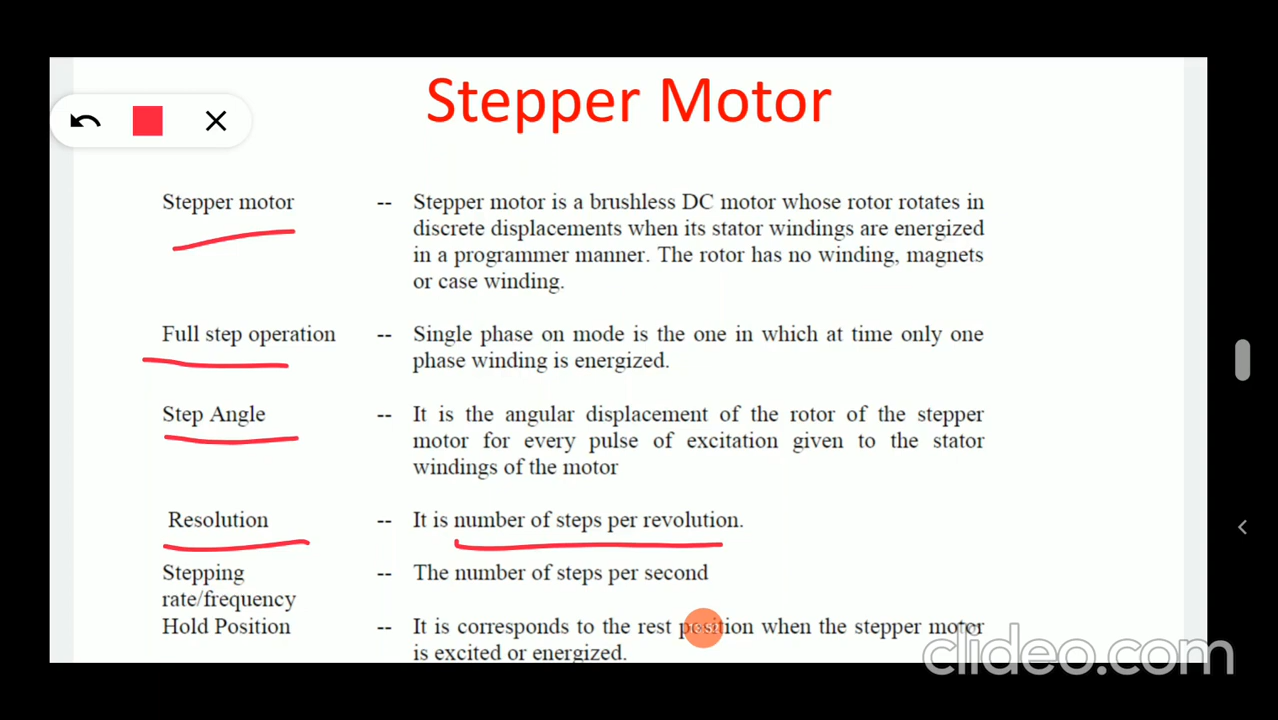 Stepper Motor
Stepper motor -- Stepper motor is a brushless DC motor whose rotor rotates in
discrete displacements when its stator windings are energized
in a programmer manner. The rotor has no winding, magnets
or case winding.
Full step operation -- Single phase on mode is the one in which at time only one
phase winding is energized.
Step Angle -- It is the angular displacement of the rotor of the stepper
motor for every pulse of excitation given to the stator
windings of the motor
Resolution -- It is number of steps per revolution.
Stepping -- The number of steps per second
rate/frequency
Hold Position -- It is corresponds to the rest position when the stepper motor
is excited or energized.
clideo.com